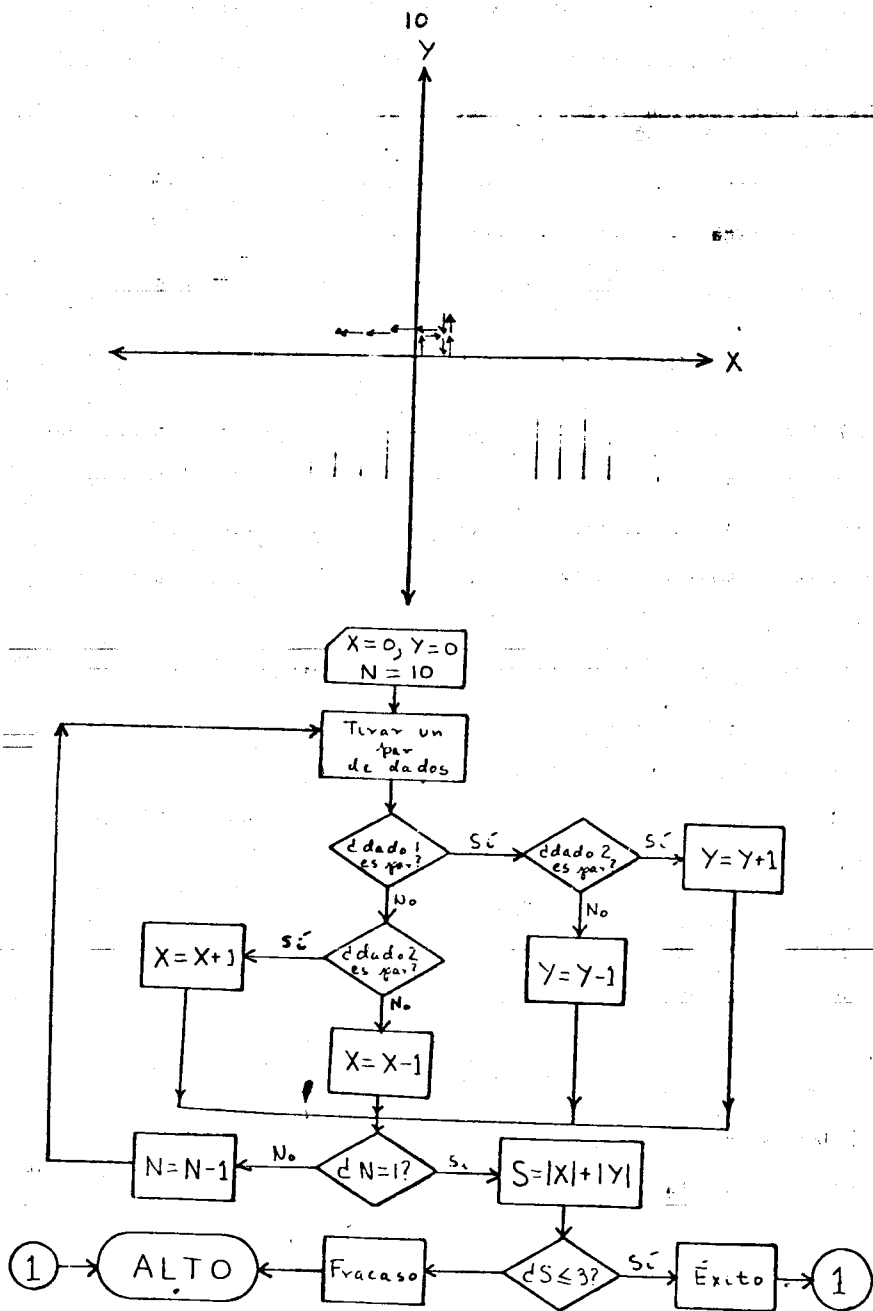 10
Y
X
X=0, Y=0
N=10
Tirar un
par
de dados
¿dado 1
es par?
Sí
¿dado 2
es par?
Sí
Y=Y+1
No
No
X=X+1
Sí
¿dado 2
es par?
Y=Y-1
No
X=X-1
N=N-1
No
¿N=1?
Sí
S=|X|+|Y|
1
ALTO
Fracaso
¿S≤3?
Sí
Éxito
1